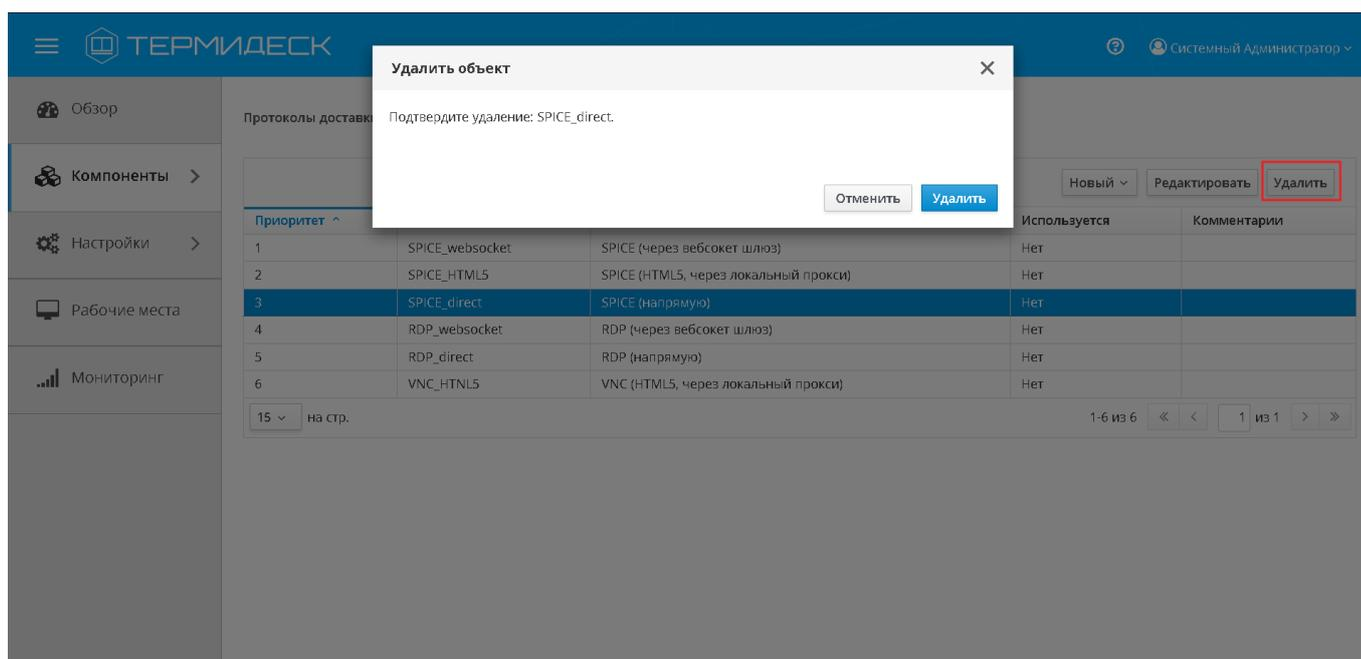 ТЕРМИДЕСК
Системный Администратор
Удалить объект
Подтвердите удаление: SPICE_direct.
Отменить Удалить
Обзор
Компоненты
Настройки
Рабочие места
Мониторинг
Протоколы доставк
Новый Редактировать Удалить
Приоритет Используется Комментарии
1 SPICE_websocket SPICE (через вебсокет шлюз) Нет
2 SPICE_HTML5 SPICE (HTML5, через локальный прокси) Нет
3 SPICE_direct SPICE (напрямую) Нет
4 RDP_websocket RDP (через вебсокет шлюз) Нет
5 RDP_direct RDP (напрямую) Нет
6 VNC_HTNL5 VNC (HTML5, через локальный прокси) Нет
15 на стр. 1-6 из 6 1 из 1